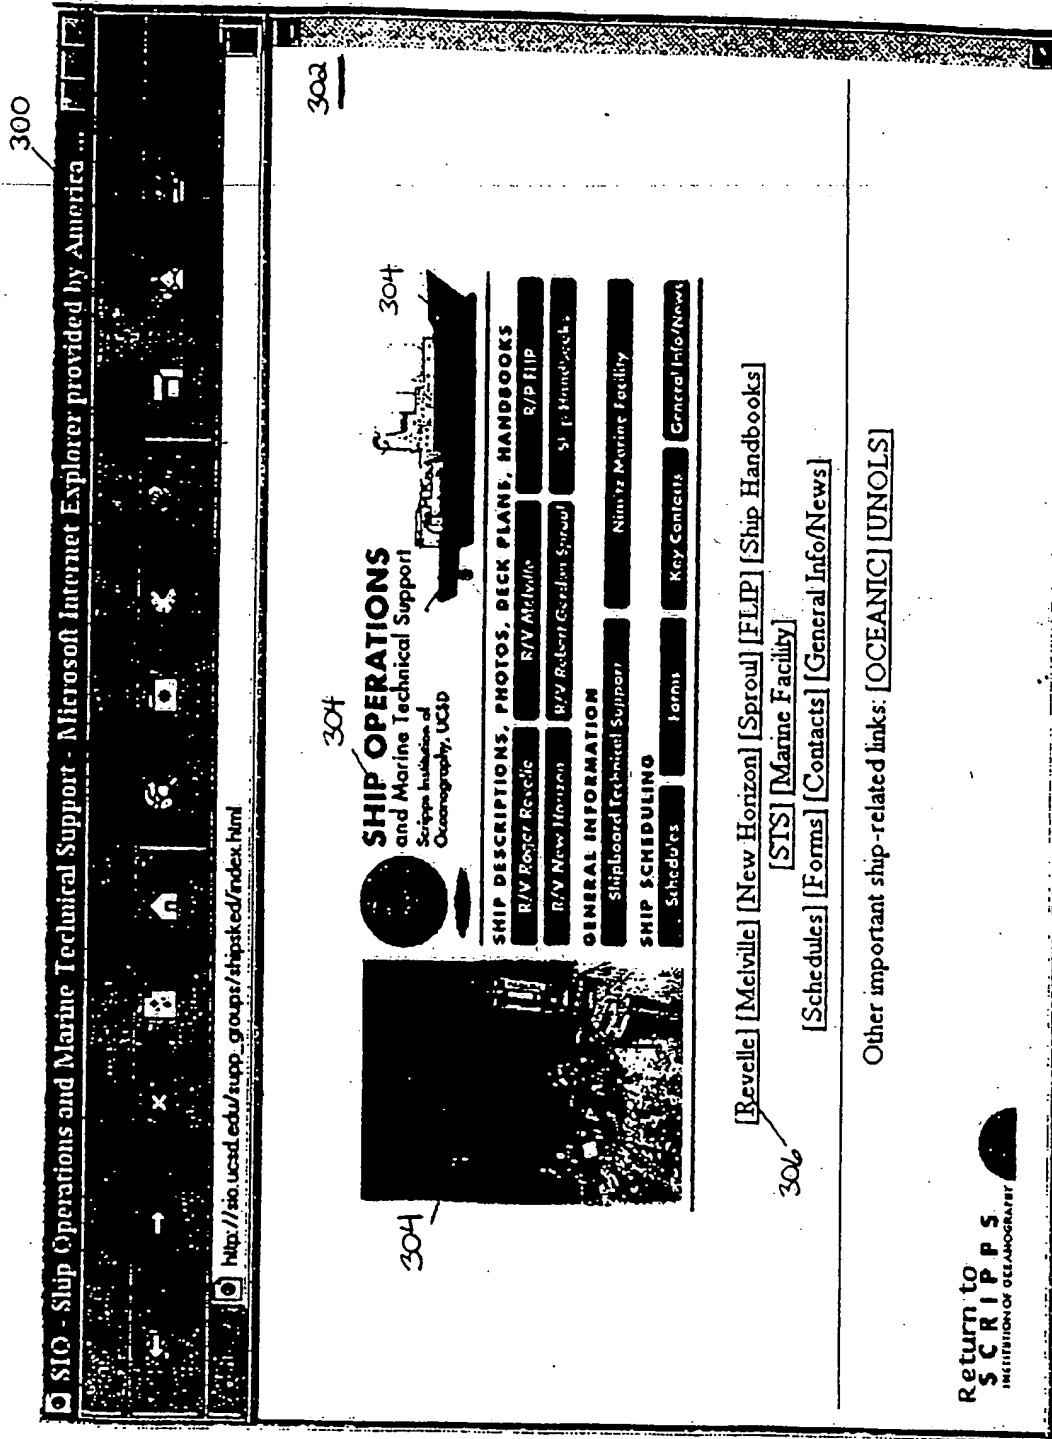 300
SIO - Ship Operations and Marine Technical Support - Microsoft Internet Explorer provided by America ...
http://sio.ucsd.edu/supp_groups/shipsked/index.html
302
304
304
304
SHIP OPERATIONS
and Marine Technical Support
Scripps Institution of
Oceanography, UCSD
SHIP DESCRIPTIONS, PHOTOS, DECK PLANS, HANDBOOKS
R/V Roger Revelle R/V Melville R/P FLIP
R/V New Horizon R/V Robert Gordon Sproul Ship Handbooks
GENERAL INFORMATION
Shipboard Technical Support Nimitz Marine Facility
SHIP SCHEDULING
Schedules Forms Key Contacts General Info/News
[Revelle] [Melville] [New Horizon] [Sproul] [FLIP] [Ship Handbooks]
[STS] [Marine Facility]
[Schedules] [Forms] [Contacts] [General Info/News]
306
Other important ship-related links: [OCEANIC] [UNOLS]
Return to
SCRIPPS
INSTITUTION OF OCEANOGRAPHY